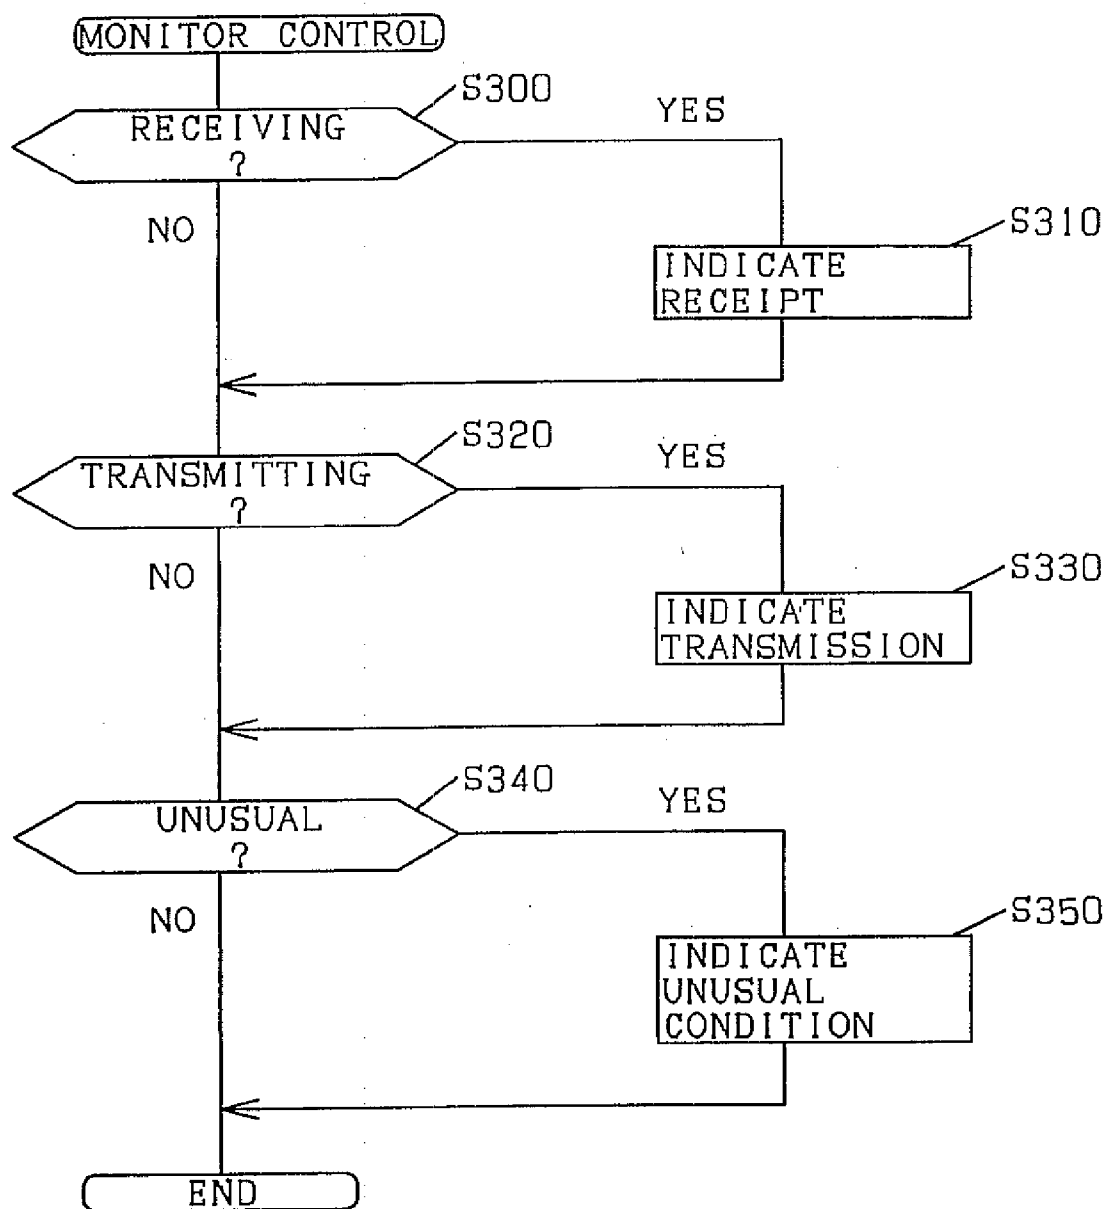 MONITOR CONTROL
S300
RECEIVING
?
YES
NO
S310
INDICATE
RECEIPT
S320
TRANSMITTING
?
YES
NO
S330
INDICATE
TRANSMISSION
S340
UNUSUAL
?
YES
NO
S350
INDICATE
UNUSUAL
CONDITION
END